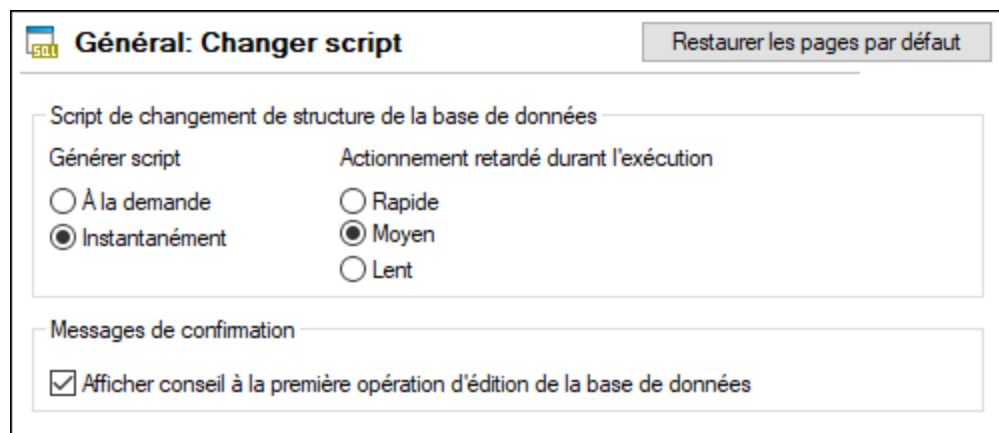 SQL
Général: Changer script
Restaurer les pages par défaut
Script de changement de structure de la base de données
Générer script
Actionnement retardé durant l'exécution
À la demande
Rapide
Instantanément
Moyen
Lent
Messages de confirmation
Afficher conseil à la première opération d'édition de la base de données